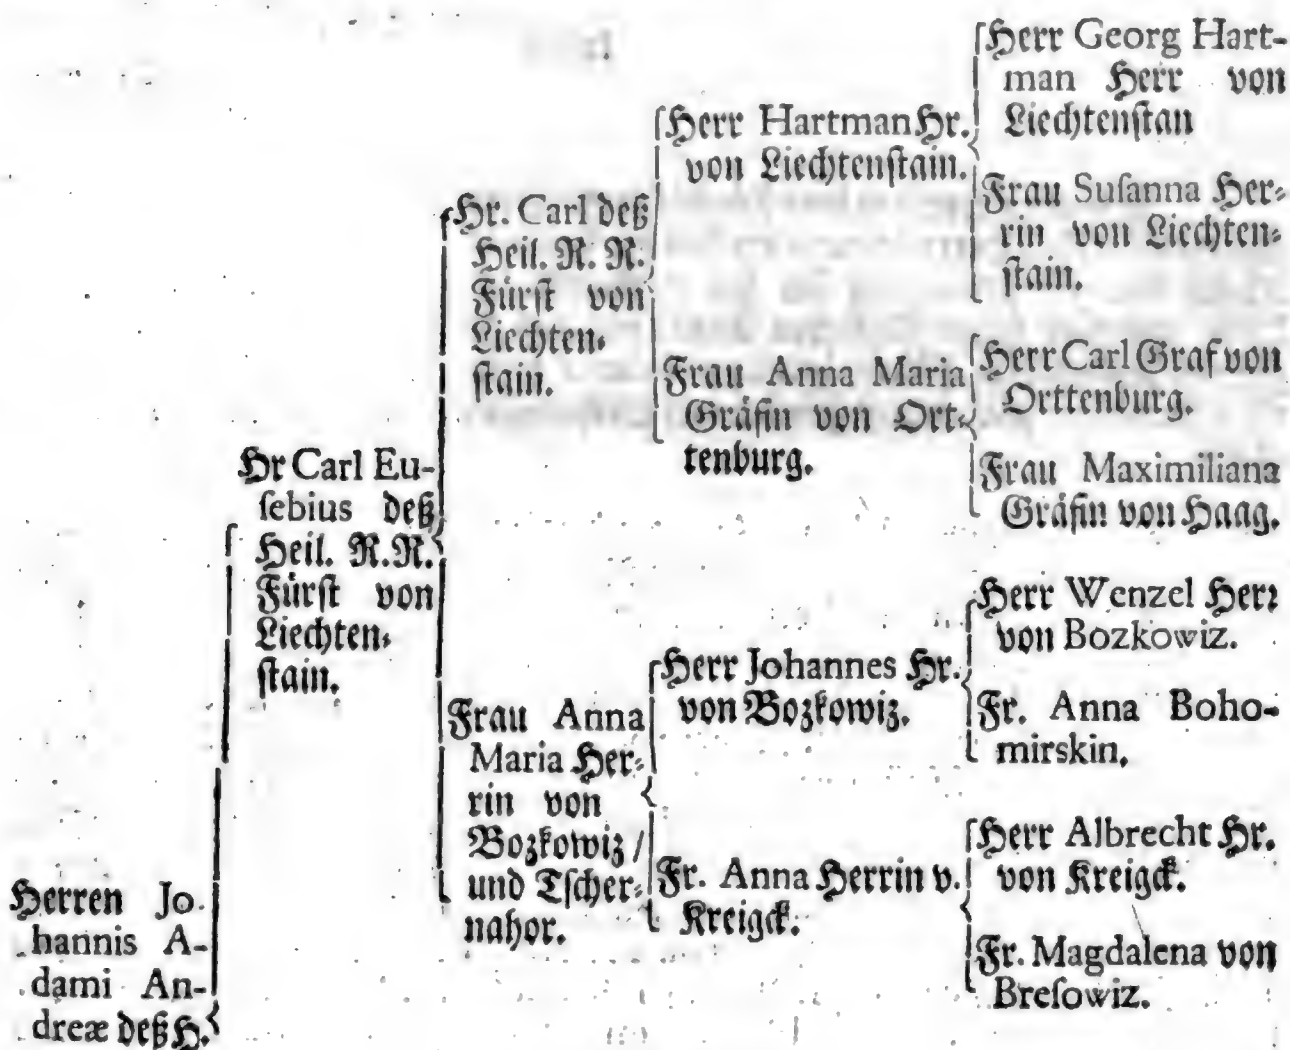 Herren Jo-
hannis A-
dami An-
dreæ deß H.
Hr Carl Eu-
ſebius deß
Heil. R. R.
Fürſt von
Liechten-
ſtain.
Hr. Carl deß
Heil. R. R.
Fürſt von
Liechten-
ſtain.
Frau Anna
Maria Her-
rin von
Bozkowiz /
und Tſcher-
nahor.
Herr Hartman Hr.
von Liechtenſtain.
Frau Anna Maria
Gräfin von Ort-
tenburg.
Herr Johannes Hr.
von Bozkowiz.
Fr. Anna Herrin v.
Kreigck.
Herr Georg Hart-
man Herr von
Liechtenſtan
Frau Suſanna Her-
rin von Liechten-
ſtain.
Herr Carl Graf von
Orttenburg.
Frau Maximiliana
Gräfin von Haag.
Herr Wenzel Herr
von Bozkowiz.
Fr. Anna Boho-
mirskin.
Herr Albrecht Hr.
von Kreigck.
Fr. Magdalena von
Breſowiz.